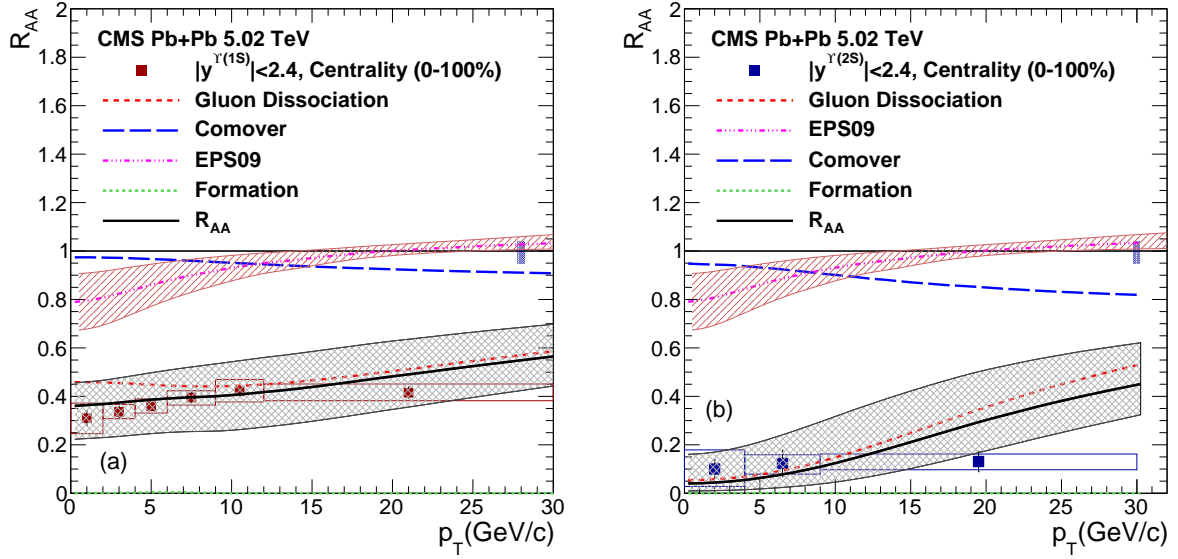 R_AA
2
1.8
1.6
1.4
1.2
1
0.8
0.6
0.4
0.2
0
CMS Pb+Pb 5.02 TeV
|y^ϒ(1S)|<2.4, Centrality (0-100%)
Gluon Dissociation
Comover
EPS09
Formation
R_AA
(a)
0 5 10 15 20 25 30
p_T(GeV/c)
R_AA
2
1.8
1.6
1.4
1.2
1
0.8
0.6
0.4
0.2
0
CMS Pb+Pb 5.02 TeV
|y^ϒ(2S)|<2.4, Centrality (0-100%)
Gluon Dissociation
EPS09
Comover
Formation
R_AA
(b)
0 5 10 15 20 25 30
p_T(GeV/c)